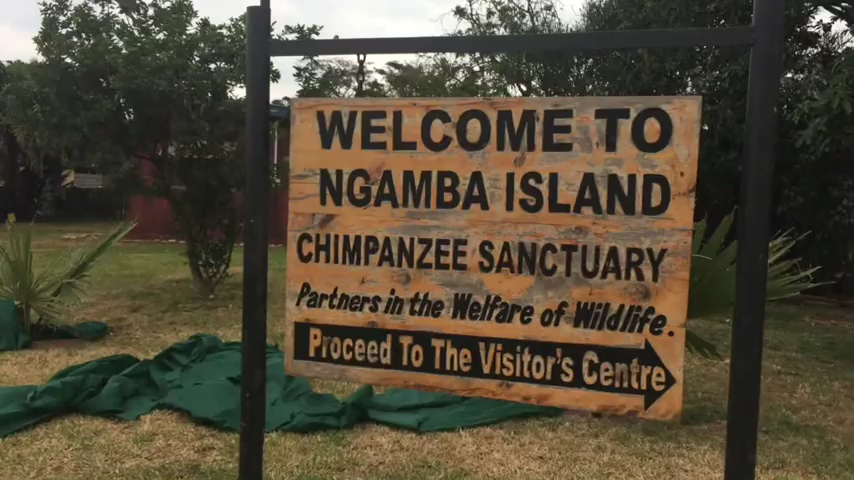 WELCOME TO
NGAMBA ISLAND
CHIMPANZEE SANCTUARY
Partners in the Welfare of Wildlife.
Proceed To The Visitor's Centre